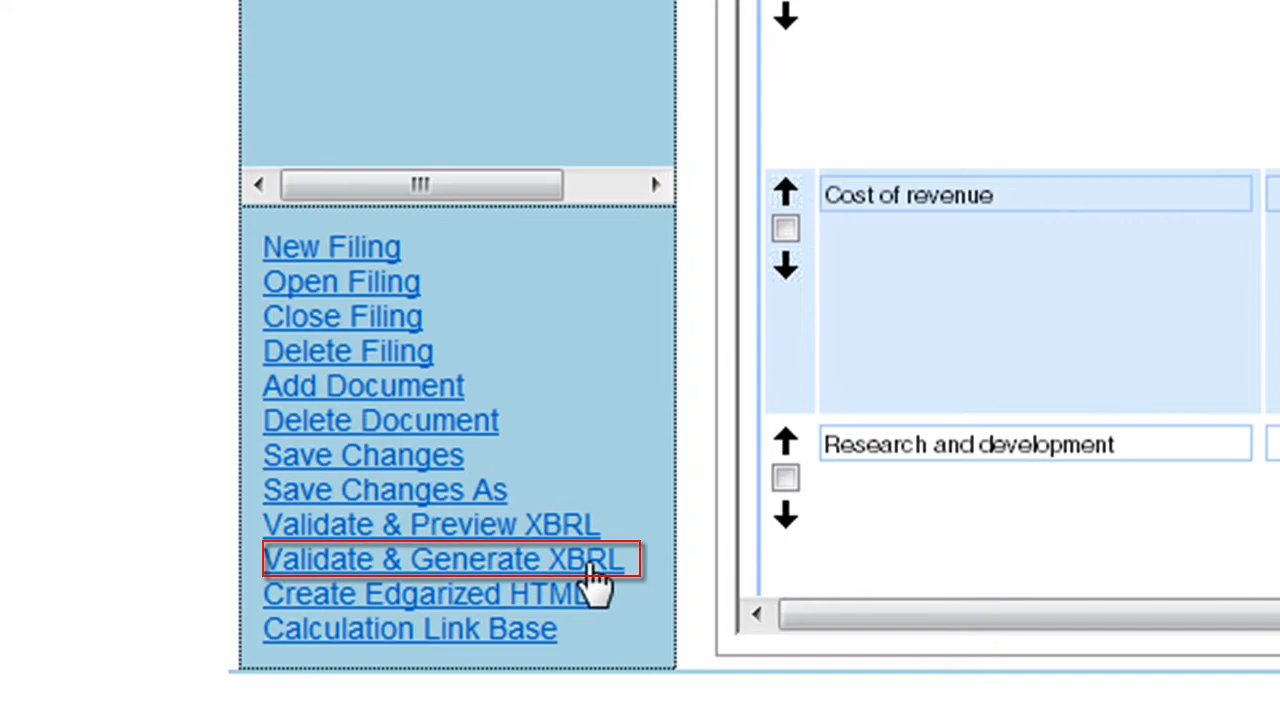 New Filing
Open Filing
Close Filing
Delete Filing
Add Document
Delete Document
Save Changes
Save Changes As
Validate & Preview XBRL
Validate & Generate XBRL
Create Edgarized HTML
Calculation Link Base
Cost of revenue
Research and development